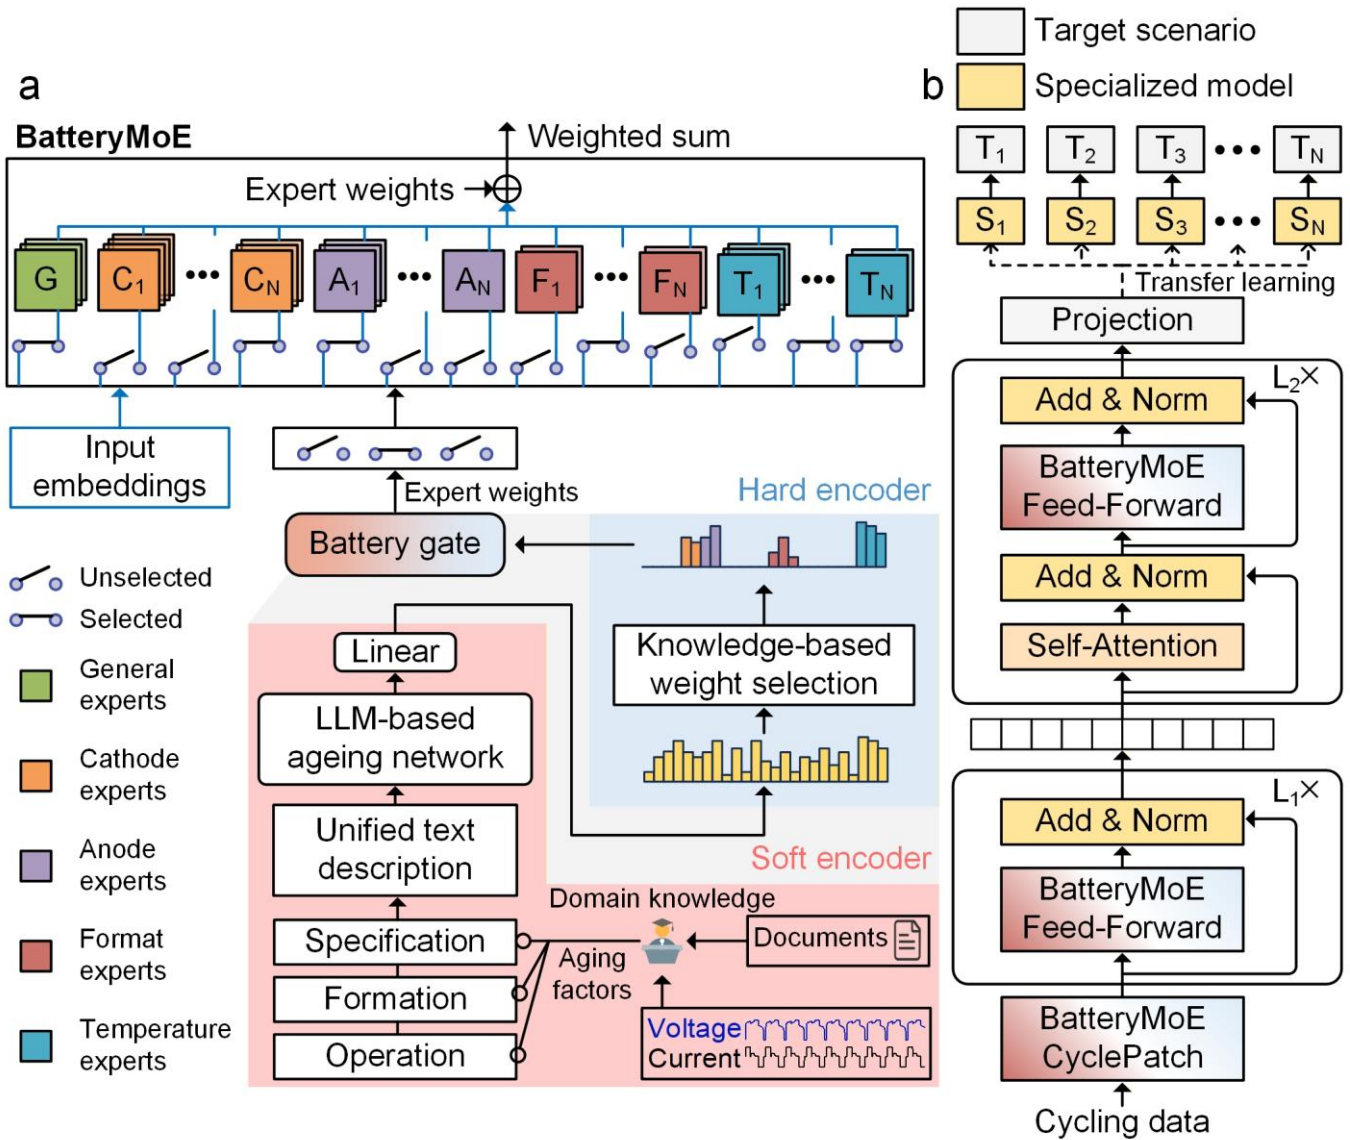 a
BatteryMoE
Weighted sum
Expert weights
G
C1
•••
CN
A1
•••
AN
F1
•••
FN
T1
•••
TN
Input
embeddings
Expert weights
Battery gate
Hard encoder
Unselected
Selected
General
experts
Cathode
experts
Anode
experts
Format
experts
Temperature
experts
Linear
LLM-based
ageing network
Unified text
description
Specification
Formation
Operation
Knowledge-based
weight selection
Soft encoder
Domain knowledge
Aging
factors
Documents
Voltage
Current
b
Target scenario
Specialized model
T1
T2
T3
•••
TN
S1
S2
S3
•••
SN
Transfer learning
Projection
L2×
Add & Norm
BatteryMoE
Feed-Forward
Add & Norm
Self-Attention
L1×
Add & Norm
BatteryMoE
Feed-Forward
BatteryMoE
CyclePatch
Cycling data